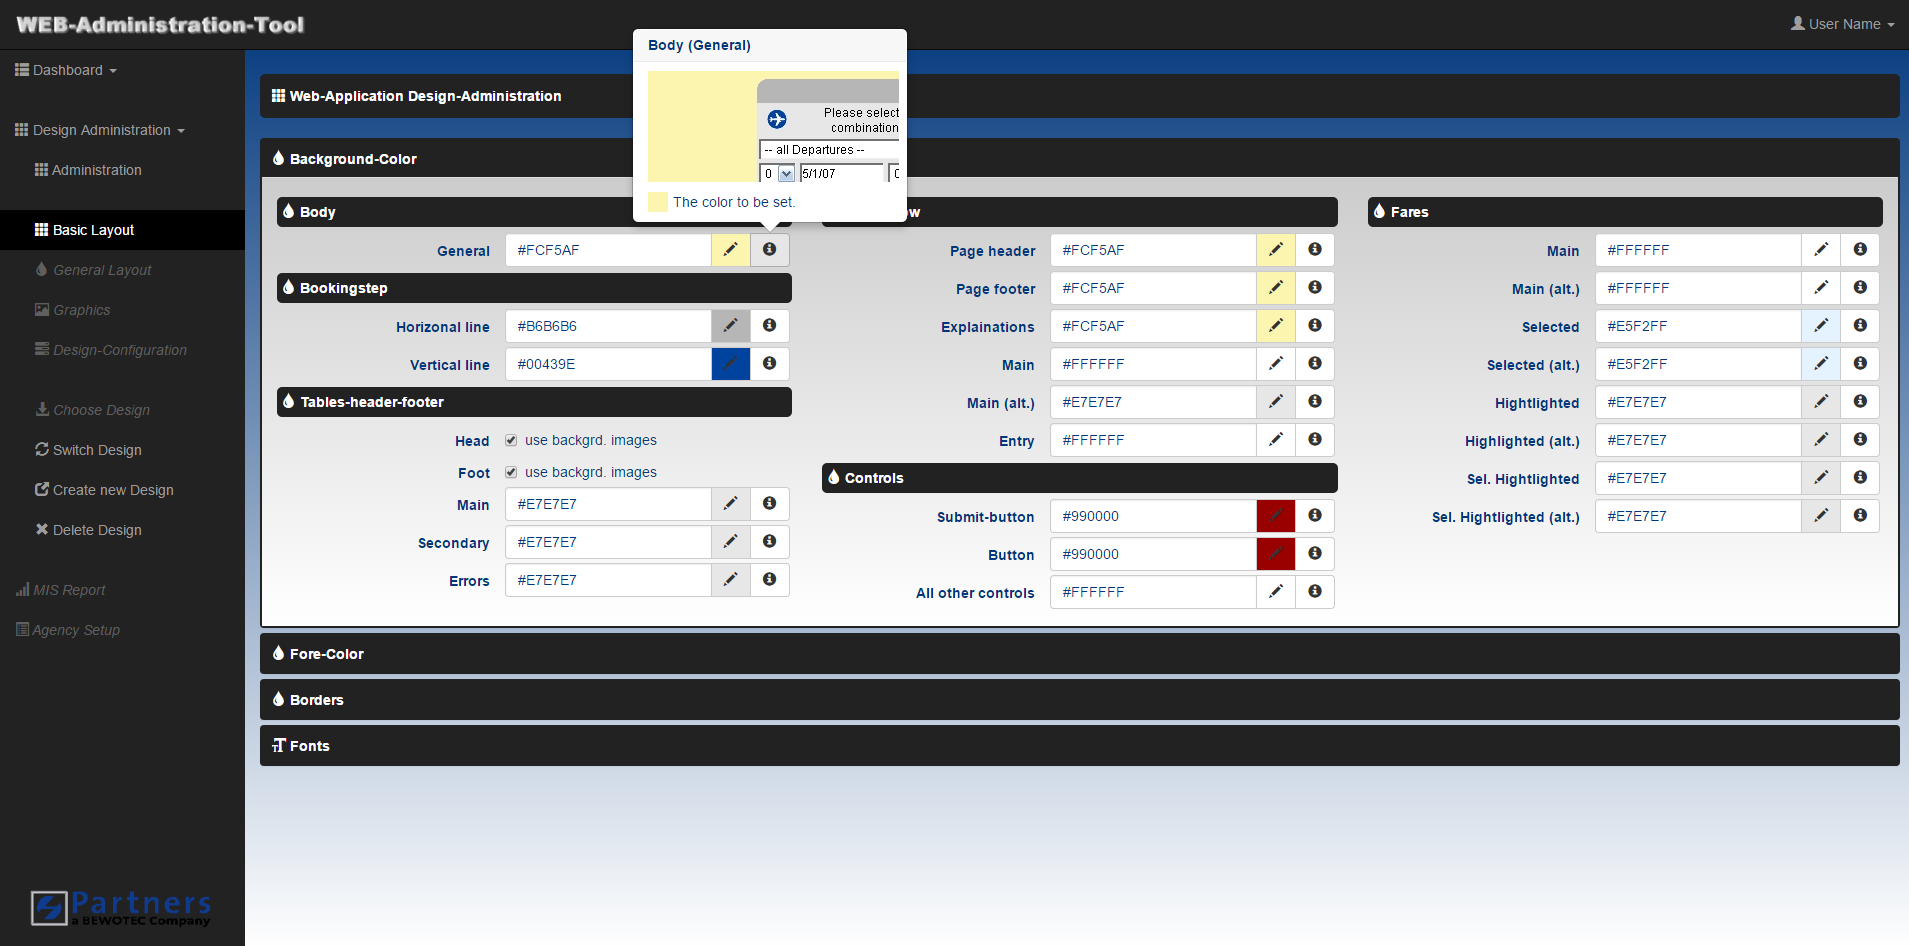 WEB-Administration-Tool
User Name
Dashboard
Design Administration
Administration
Basic Layout
General Layout
Graphics
Design-Configuration
Choose Design
Switch Design
Create new Design
Delete Design
MIS Report
Agency Setup
Partners
a BEWOTEC Company
Web-Application Design-Administration
Background-Color
Body (General)
Please select
combination
-- all Departures --
0 5/1/07
The color to be set.
Body
General #FCF5AF
Bookingstep
Horizonal line #B6B6B6
Vertical line #00439E
Tables-header-footer
Head use backgrd. images
Foot use backgrd. images
Main #E7E7E7
Secondary #E7E7E7
Errors #E7E7E7
Page header #FCF5AF
Page footer #FCF5AF
Explainations #FCF5AF
Main #FFFFFF
Main (alt.) #E7E7E7
Entry #FFFFFF
Controls
Submit-button #990000
Button #990000
All other controls #FFFFFF
Fares
Main #FFFFFF
Main (alt.) #FFFFFF
Selected #E5F2FF
Selected (alt.) #E5F2FF
Hightlighted #E7E7E7
Highlighted (alt.) #E7E7E7
Sel. Hightlighted #E7E7E7
Sel. Hightlighted (alt.) #E7E7E7
Fore-Color
Borders
Fonts